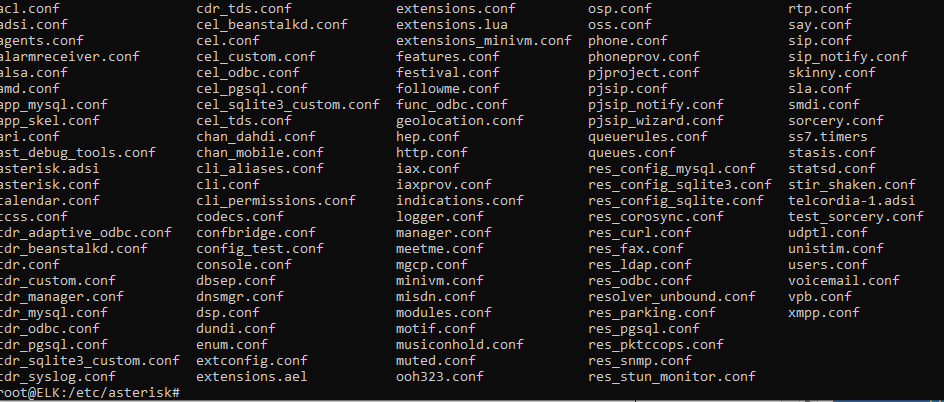 acl.conf cdr_tds.conf extensions.conf osp.conf rtp.conf
adsi.conf cel_beanstalkd.conf extensions.lua oss.conf say.conf
agents.conf cel.conf extensions_minivm.conf phone.conf sip.conf
alarmreceiver.conf cel_custom.conf features.conf phoneprov.conf sip_notify.conf
alsa.conf cel_odbc.conf festival.conf pjproject.conf skinny.conf
amd.conf cel_pgsql.conf followme.conf pjsip.conf sla.conf
app_mysql.conf cel_sqlite3_custom.conf func_odbc.conf pjsip_notify.conf smdi.conf
app_skel.conf cel_tds.conf geolocation.conf pjsip_wizard.conf sorcery.conf
ari.conf chan_dahdi.conf hep.conf queuerules.conf ss7.timers
ast_debug_tools.conf chan_mobile.conf http.conf queues.conf stasis.conf
asterisk.adsi cli_aliases.conf iax.conf res_config_mysql.conf statsd.conf
asterisk.conf cli.conf iaxprov.conf res_config_sqlite3.conf stir_shaken.conf
calendar.conf cli_permissions.conf indications.conf res_config_sqlite.conf telcordia-1.adsi
ccss.conf codecs.conf logger.conf res_corosync.conf test_sorcery.conf
cdr_adaptive_odbc.conf confbridge.conf manager.conf res_curl.conf udptl.conf
cdr_beanstalkd.conf config_test.conf meetme.conf res_fax.conf unistim.conf
cdr.conf console.conf mgcp.conf res_ldap.conf users.conf
cdr_custom.conf dbsep.conf minivm.conf res_odbc.conf voicemail.conf
cdr_manager.conf dnsmgr.conf misdn.conf resolver_unbound.conf vpb.conf
cdr_mysql.conf dsp.conf modules.conf res_parking.conf xmpp.conf
cdr_odbc.conf dundi.conf motif.conf res_pgsql.conf
cdr_pgsql.conf enum.conf musiconhold.conf res_pktccops.conf
cdr_sqlite3_custom.conf extconfig.conf muted.conf res_snmp.conf
cdr_syslog.conf extensions.ael ooh323.conf res_stun_monitor.conf
root@ELK:/etc/asterisk#